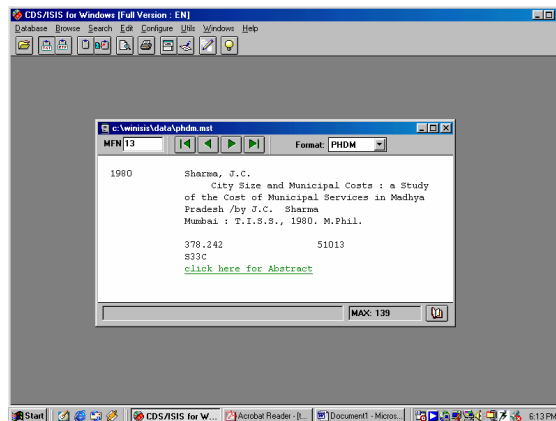 CDS/ISIS for Windows [Full Version : EN]
Database Browse Search Edit Configure Utils Windows Help
c:\winisis\data\phdm.mst
MFN 13 Format: PHDM
1980 Sharma, J.C.
City Size and Municipal Costs : a Study
of the Cost of Municipal Services in Madhya
Pradesh /by J.C. Sharma
Mumbai : T.I.S.S., 1980. M.Phil.
378.242 51013
S33C
click here for Abstract
MAX: 139
Start CDS/ISIS for W... Acrobat Reader - [t... Document1 - Micros... 6:13 PM